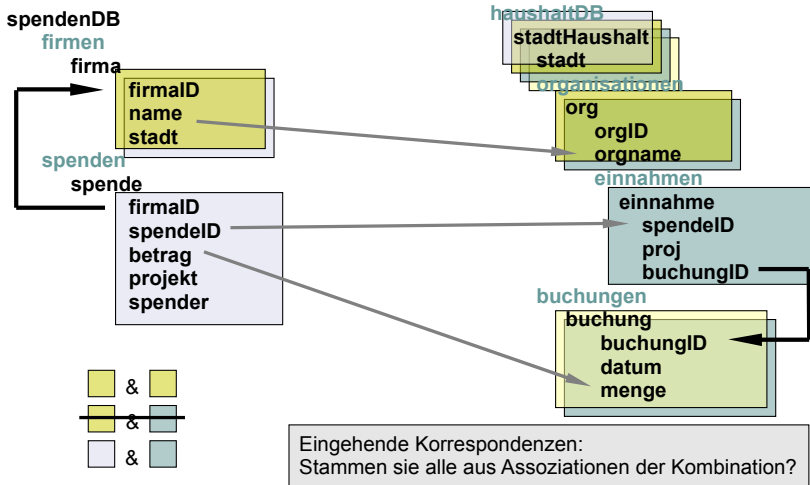 spendenDB
firmen
firma
firmaID
name
stadt
spenden
spende
firmaID
spendeID
betrag
projekt
spender
haushaltDB
stadtHaushalt
stadt
organisationen
org
orgID
orgname
einnahmen
einnahme
spendeID
proj
buchungID
buchungen
buchung
buchungID
datum
menge
&
&
&
Eingehende Korrespondenzen:
Stammen sie alle aus Assoziationen der Kombination?